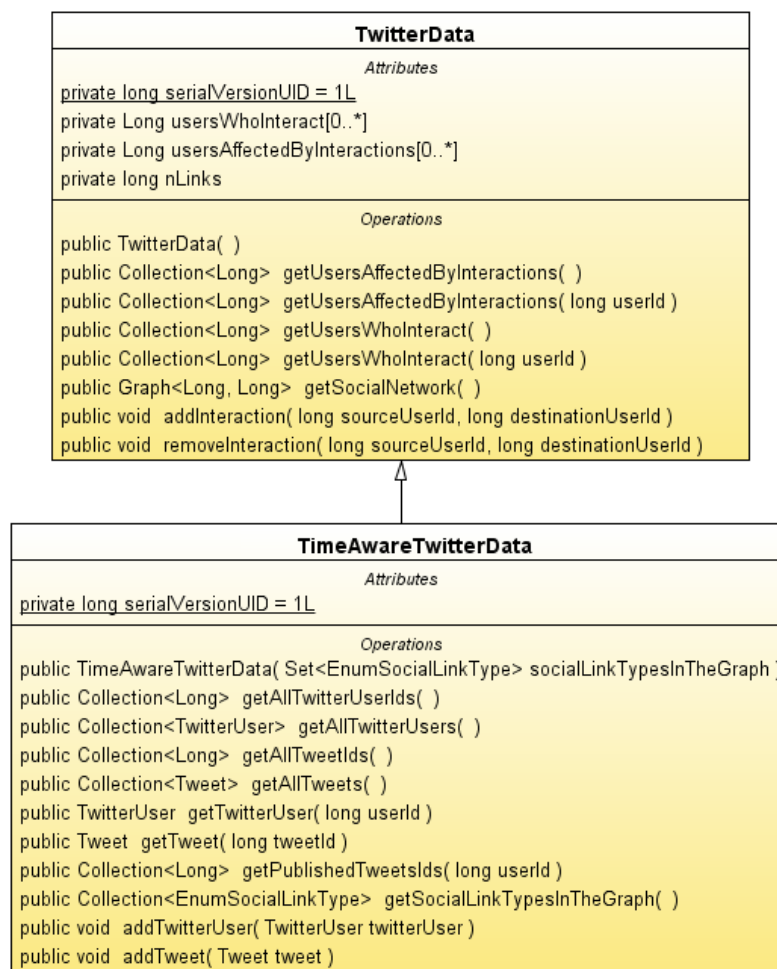 TwitterData
Attributes
private long serialVersionUID = 1L
private Long usersWhoInteract[0..*]
private Long usersAffectedByInteractions[0..*]
private long nLinks
Operations
public TwitterData( )
public Collection<Long> getUsersAffectedByInteractions( )
public Collection<Long> getUsersAffectedByInteractions( long userId )
public Collection<Long> getUsersWhoInteract( )
public Collection<Long> getUsersWhoInteract( long userId )
public Graph<Long, Long> getSocialNetwork( )
public void addInteraction( long sourceUserId, long destinationUserId )
public void removeInteraction( long sourceUserId, long destinationUserId )
TimeAwareTwitterData
Attributes
private long serialVersionUID = 1L
Operations
public TimeAwareTwitterData( Set<EnumSocialLinkType> socialLinkTypesInTheGraph )
public Collection<Long> getAllTwitterUserIds( )
public Collection<TwitterUser> getAllTwitterUsers( )
public Collection<Long> getAllTweetIds( )
public Collection<Tweet> getAllTweets( )
public TwitterUser getTwitterUser( long userId )
public Tweet getTweet( long tweetId )
public Collection<Long> getPublishedTweetsIds( long userId )
public Collection<EnumSocialLinkType> getSocialLinkTypesInTheGraph( )
public void addTwitterUser( TwitterUser twitterUser )
public void addTweet( Tweet tweet )